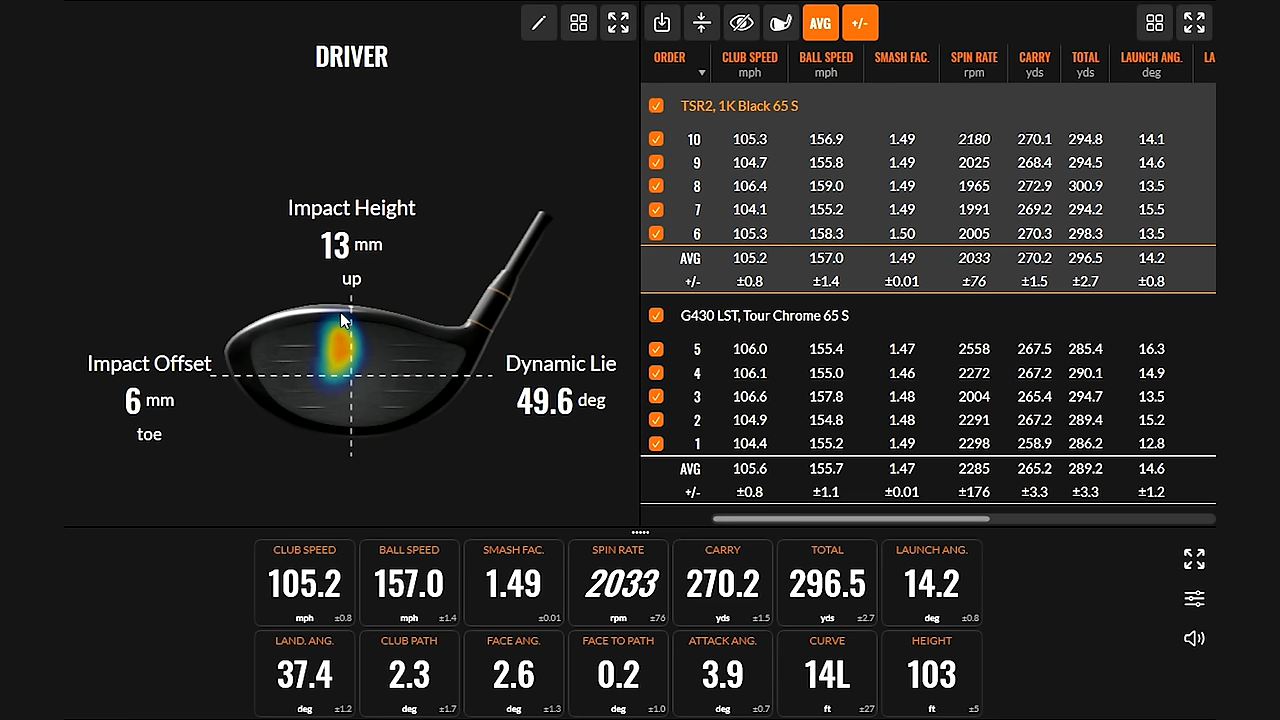 DRIVER
Impact Height
13 mm
up
Impact Offset
6 mm
toe
Dynamic Lie
49.6 deg
AVG +/-
ORDER CLUB SPEED BALL SPEED SMASH FAC. SPIN RATE CARRY TOTAL LAUNCH ANG. LA
mph mph rpm yds yds deg
TSR2, 1K Black 65 S
10 105.3 156.9 1.49 2180 270.1 294.8 14.1
9 104.7 155.8 1.49 2025 268.4 294.5 14.6
8 106.4 159.0 1.49 1965 272.9 300.9 13.5
7 104.1 155.2 1.49 1991 269.2 294.2 15.5
6 105.3 158.3 1.50 2005 270.3 298.3 13.5
AVG 105.2 157.0 1.49 2033 270.2 296.5 14.2
+/- ±0.8 ±1.4 ±0.01 ±76 ±1.5 ±2.7 ±0.8
G430 LST, Tour Chrome 65 S
5 106.0 155.4 1.47 2558 267.5 285.4 16.3
4 106.1 155.0 1.46 2272 267.2 290.1 14.9
3 106.6 157.8 1.48 2004 265.4 294.7 13.5
2 104.9 154.8 1.48 2291 267.2 289.4 15.2
1 104.4 155.2 1.49 2298 258.9 286.2 12.8
AVG 105.6 155.7 1.47 2285 265.2 289.2 14.6
+/- ±0.8 ±1.1 ±0.01 ±176 ±3.3 ±3.3 ±1.2
CLUB SPEED BALL SPEED SMASH FAC. SPIN RATE CARRY TOTAL LAUNCH ANG.
105.2 157.0 1.49 2033 270.2 296.5 14.2
mph ±0.8 mph ±1.4 ±0.01 rpm ±76 yds ±1.5 yds ±2.7 deg ±0.8
LAND. ANG. CLUB PATH FACE ANG. FACE TO PATH ATTACK ANG. CURVE HEIGHT
37.4 2.3 2.6 0.2 3.9 14L 103
deg ±1.2 deg ±1.7 deg ±1.3 deg ±1.0 deg ±0.7 ft ±27 ft ±5